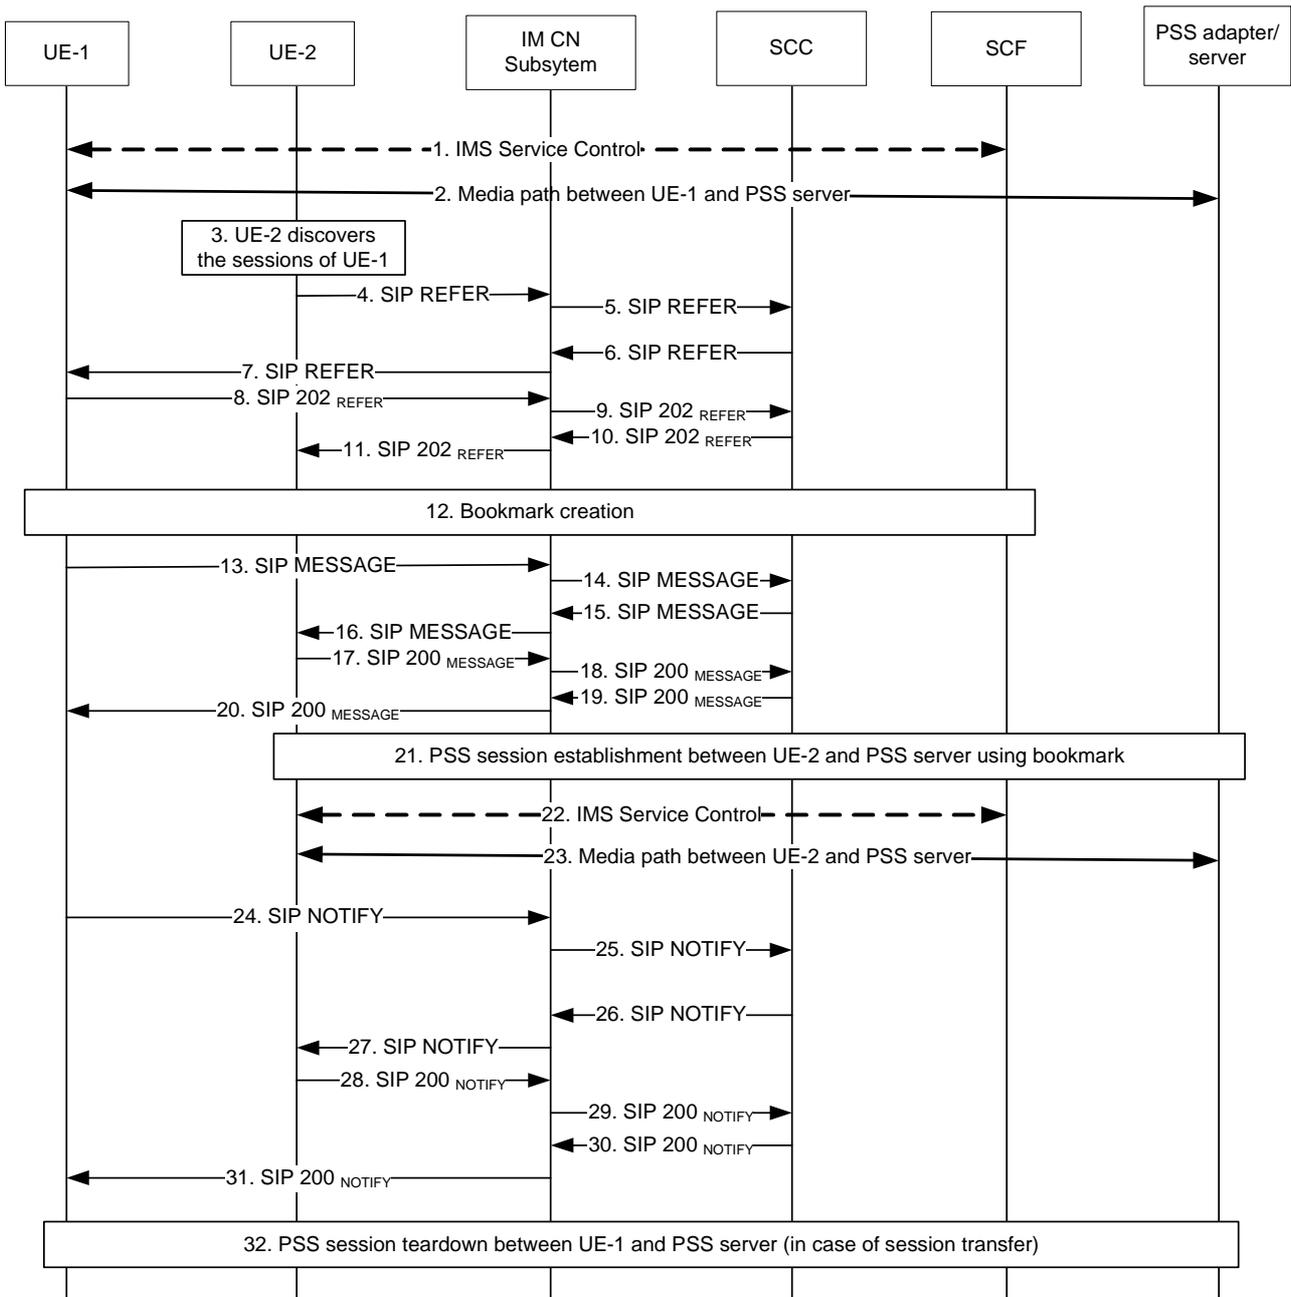 UE-1
UE-2
IM CN
Subsytem
SCC
SCF
PSS adapter/
server
1. IMS Service Control
2. Media path between UE-1 and PSS server
3. UE-2 discovers
the sessions of UE-1
4. SIP REFER
5. SIP REFER
6. SIP REFER
7. SIP REFER
8. SIP 202 REFER
9. SIP 202 REFER
10. SIP 202 REFER
11. SIP 202 REFER
12. Bookmark creation
13. SIP MESSAGE
14. SIP MESSAGE
15. SIP MESSAGE
16. SIP MESSAGE
17. SIP 200 MESSAGE
18. SIP 200 MESSAGE
19. SIP 200 MESSAGE
20. SIP 200 MESSAGE
21. PSS session establishment between UE-2 and PSS server using bookmark
22. IMS Service Control
23. Media path between UE-2 and PSS server
24. SIP NOTIFY
25. SIP NOTIFY
26. SIP NOTIFY
27. SIP NOTIFY
28. SIP 200 NOTIFY
29. SIP 200 NOTIFY
30. SIP 200 NOTIFY
31. SIP 200 NOTIFY
32. PSS session teardown between UE-1 and PSS server (in case of session transfer)